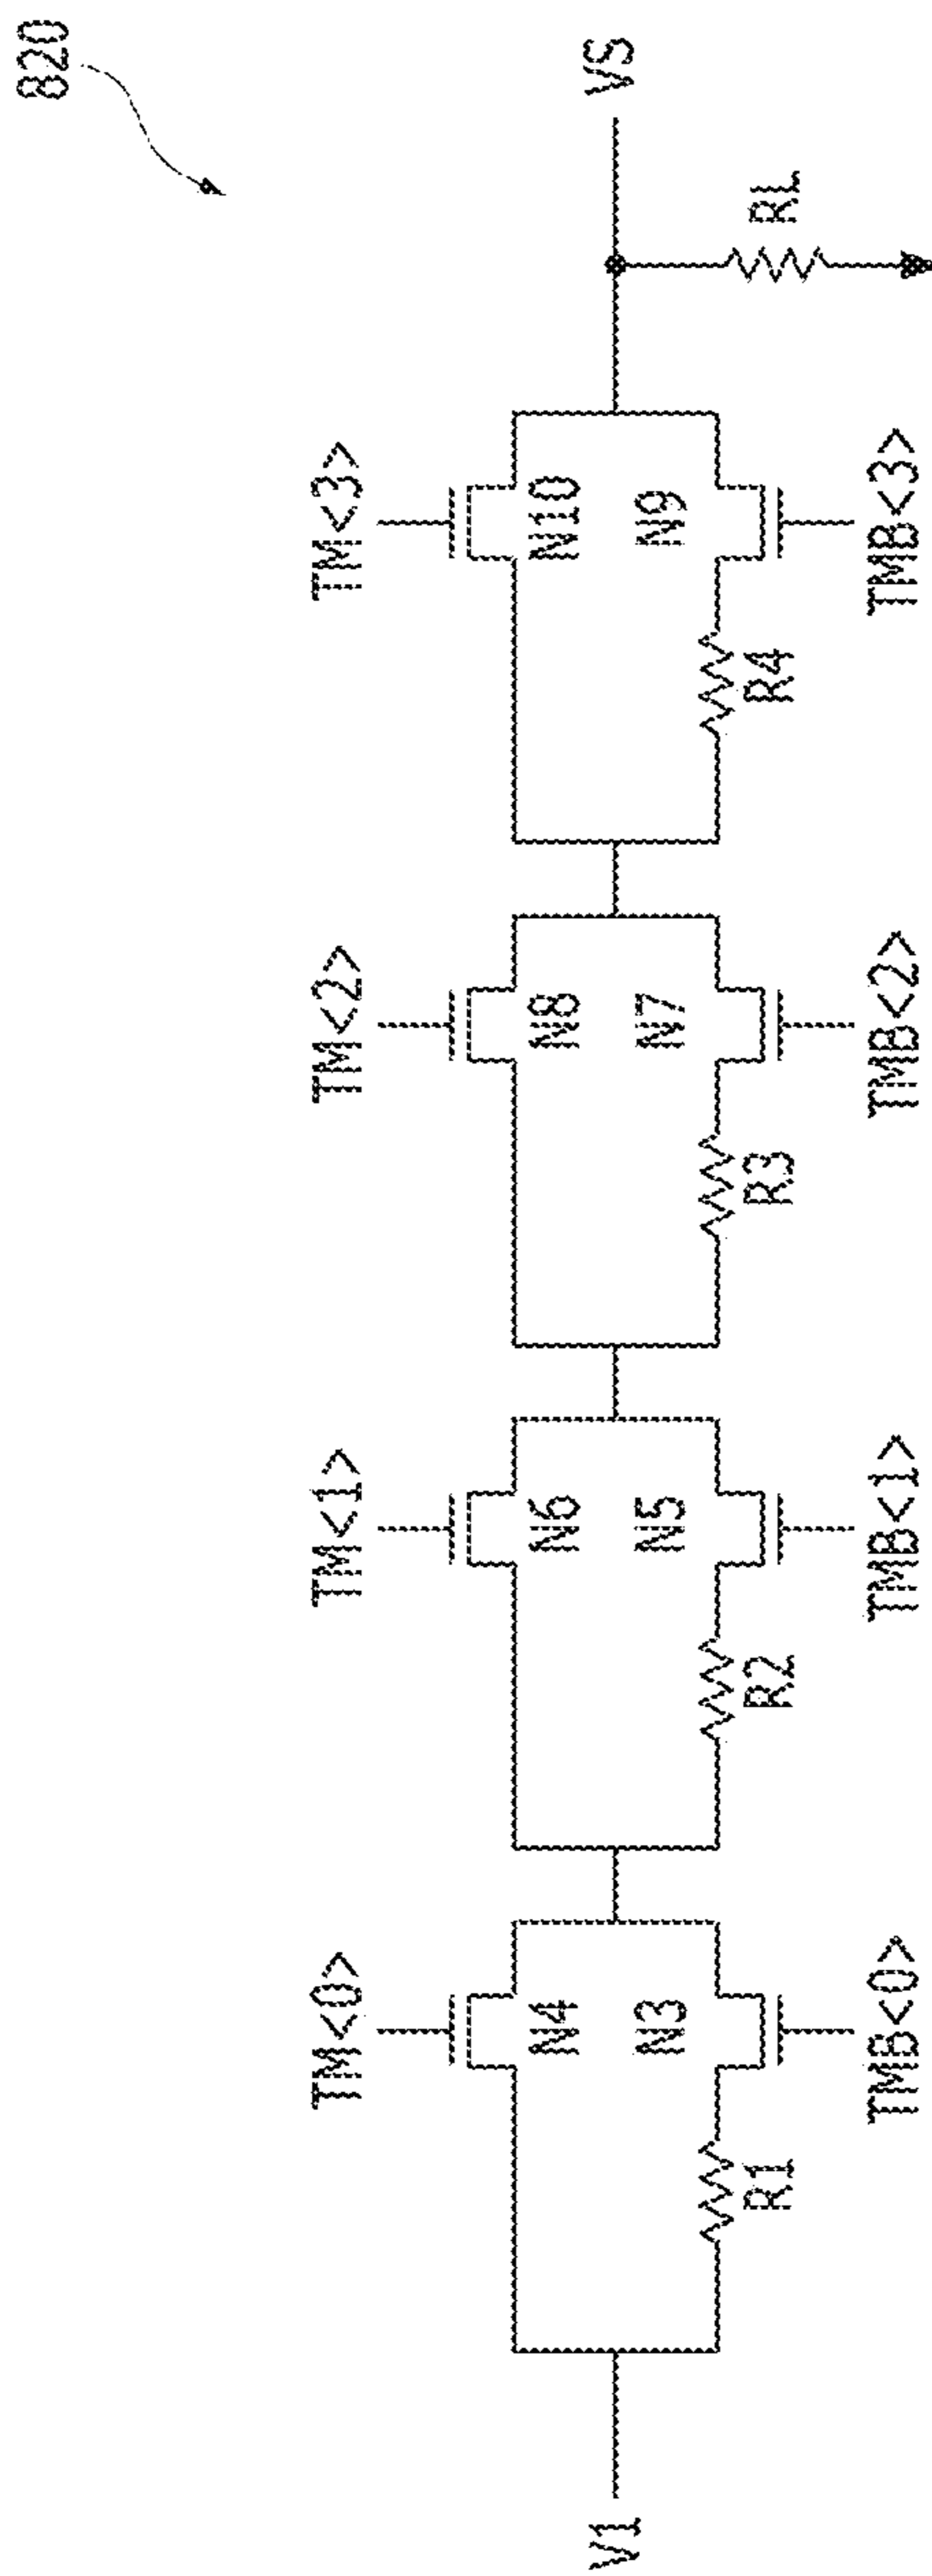 820
TM<0>
TM<1>
TM<2>
TM<3>
N4
N6
N8
N10
V1
VS
N3
N5
N7
N9
R1
R2
R3
R4
RL
TMB<0>
TMB<1>
TMB<2>
TMB<3>